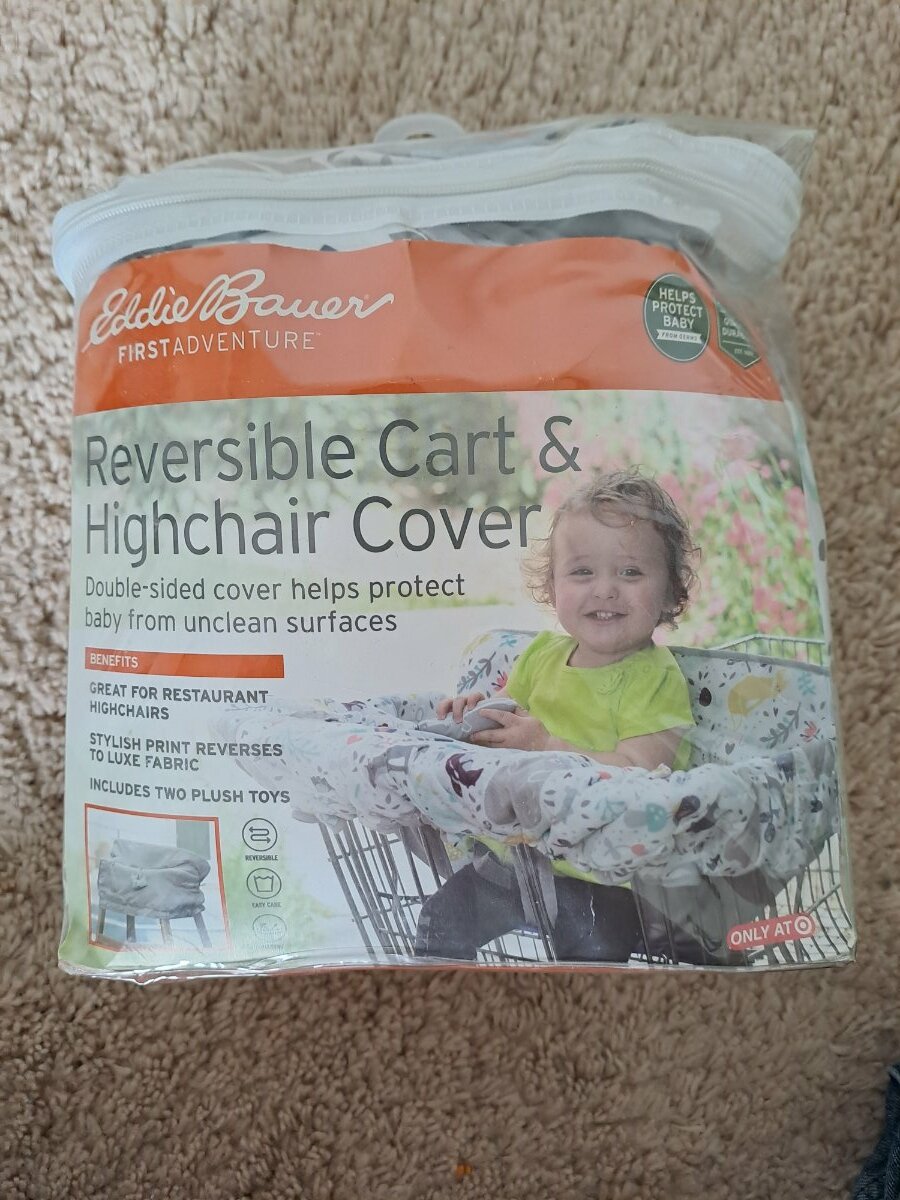 Eddie Bauer
FIRSTADVENTURE™
HELPS
PROTECT
BABY
FROM GERMS
Reversible Cart &
Highchair Cover
Double-sided cover helps protect
baby from unclean surfaces
BENEFITS
GREAT FOR RESTAURANT
HIGHCHAIRS
STYLISH PRINT REVERSES
TO LUXE FABRIC
INCLUDES TWO PLUSH TOYS
REVERSIBLE
EASY CARE
ONLY AT